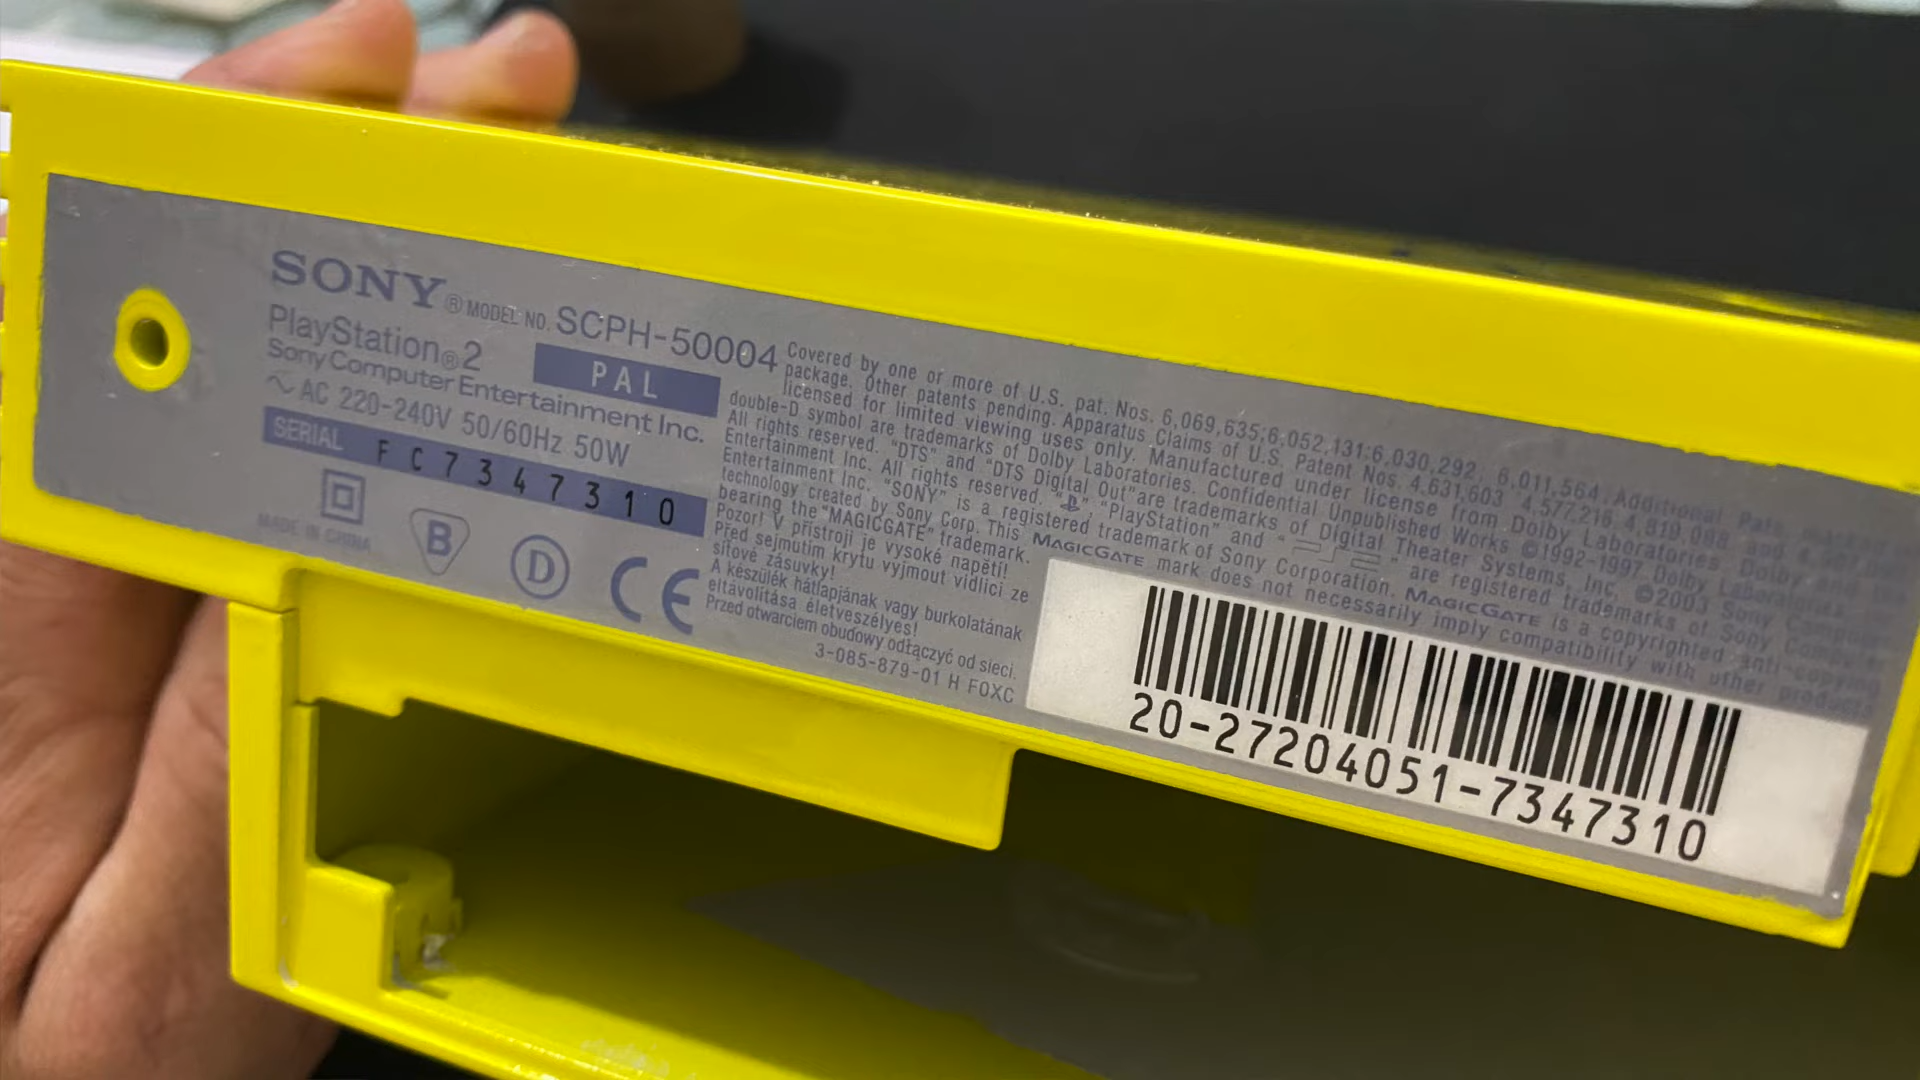 SONY® MODEL NO. SCPH-50004
PlayStation®2 PAL
Sony Computer Entertainment Inc.
AC 220-240V 50/60Hz 50W
SERIAL FC7347310
MADE IN CHINA
B
D
CE
Covered by one or more of U.S. pat. Nos. 6,069,635;6,052,131;6,030,292, 6,011,564;Additional Pats.
package. Other patents pending. Apparatus Claims of U.S. Patent Nos. 4,631,603 4,577,216, 4,819,098 and
licensed for limited viewing uses only. Manufactured under license from Dolby Laboratories. Dolby and the
double-D symbol are trademarks of Dolby Laboratories. Confidential Unpublished Works ©1992-1997 Dolby Laboratories.
All rights reserved. "DTS" and "DTS Digital Out" are trademarks of Digital Theater Systems, Inc. ©2003 Sony Computer
Entertainment Inc. All rights reserved. " ", "PlayStation" and " " are registered trademarks of Sony Computer
Entertainment Inc. "SONY" is a registered trademark of Sony Corporation. MAGICGATE is a copyrighted anti-copying
technology created by Sony Corp. This MAGICGATE mark does not necessarily imply compatibility with other products
bearing the "MAGICGATE" trademark.
Pozor! V přístroji je vysoké napětí!
Před sejmutím krytu vyjmout vidlici ze
síťové zásuvky!
A készülék hátlapjának vagy burkolatának
eltávolítása életveszélyes!
Przed otwarciem obudowy odłączyć od sieci.
3-085-879-01 H FOXC
20-27204051-7347310